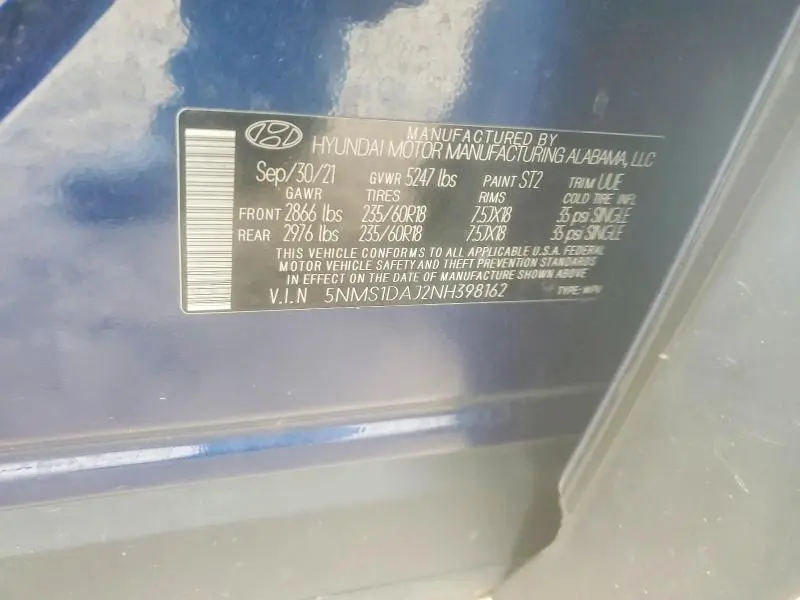 MANUFACTURED BY
HYUNDAI MOTOR MANUFACTURING ALABAMA, LLC
Sep/30/21 GVWR 5247 lbs PAINT ST2 TRIM UUE
GAWR TIRES RIMS COLD TIRE INFL
FRONT 2866 lbs 235/60R18 7.5JX18 35 psi SINGLE
REAR 2976 lbs 235/60R18 7.5JX18 35 psi SINGLE
THIS VEHICLE CONFORMS TO ALL APPLICABLE U.S.A. FEDERAL
MOTOR VEHICLE SAFETY AND THEFT PREVENTION STANDARDS
IN EFFECT ON THE DATE OF MANUFACTURE SHOWN ABOVE
V.I.N 5NMS1DAJ2NH398162 TYPE: MPV